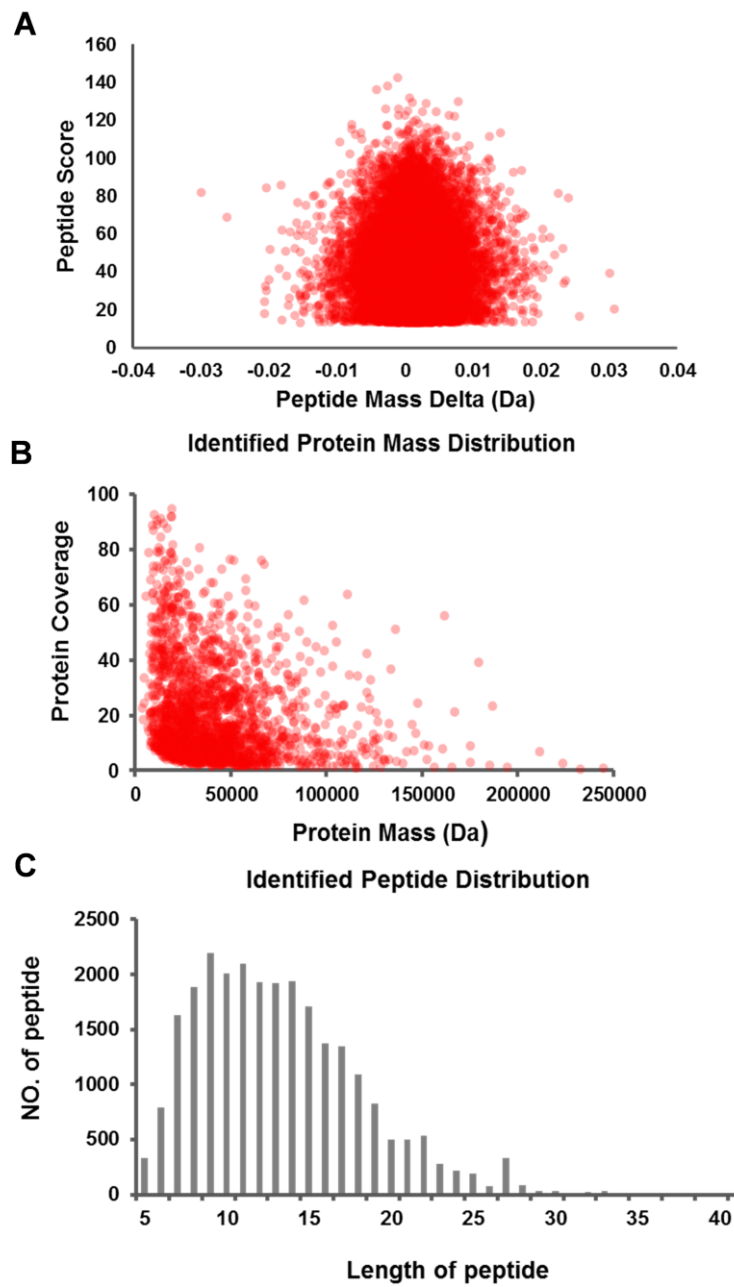 A
160
140
120
100
80
60
40
20
0
Peptide Score
-0.04 -0.03 -0.02 -0.01 0 0.01 0.02 0.03 0.04
Peptide Mass Delta (Da)
Identified Protein Mass Distribution
B
100
80
60
40
20
0
Protein Coverage
0 50000 100000 150000 200000 250000
Protein Mass (Da)
C
Identified Peptide Distribution
2500
2000
1500
1000
500
0
NO. of peptide
5 10 15 20 25 30 35 40
Length of peptide